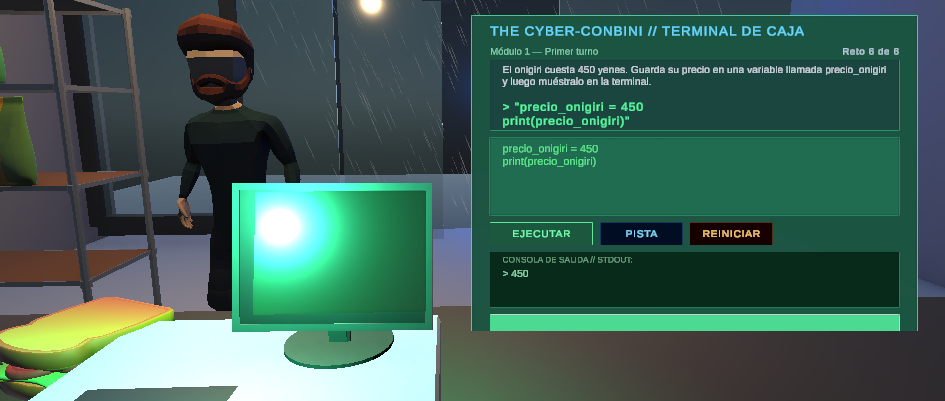 THE CYBER-CONBINI // TERMINAL DE CAJA
Módulo 1 — Primer turno
Reto 6 de 6
El onigiri cuesta 450 yenes. Guarda su precio en una variable llamada precio_onigiri
y luego muéstralo en la terminal.
> "precio_onigiri = 450
print(precio_onigiri)"
precio_onigiri = 450
print(precio_onigiri)
EJECUTAR
PISTA
REINICIAR
CONSOLA DE SALIDA // STDOUT:
> 450